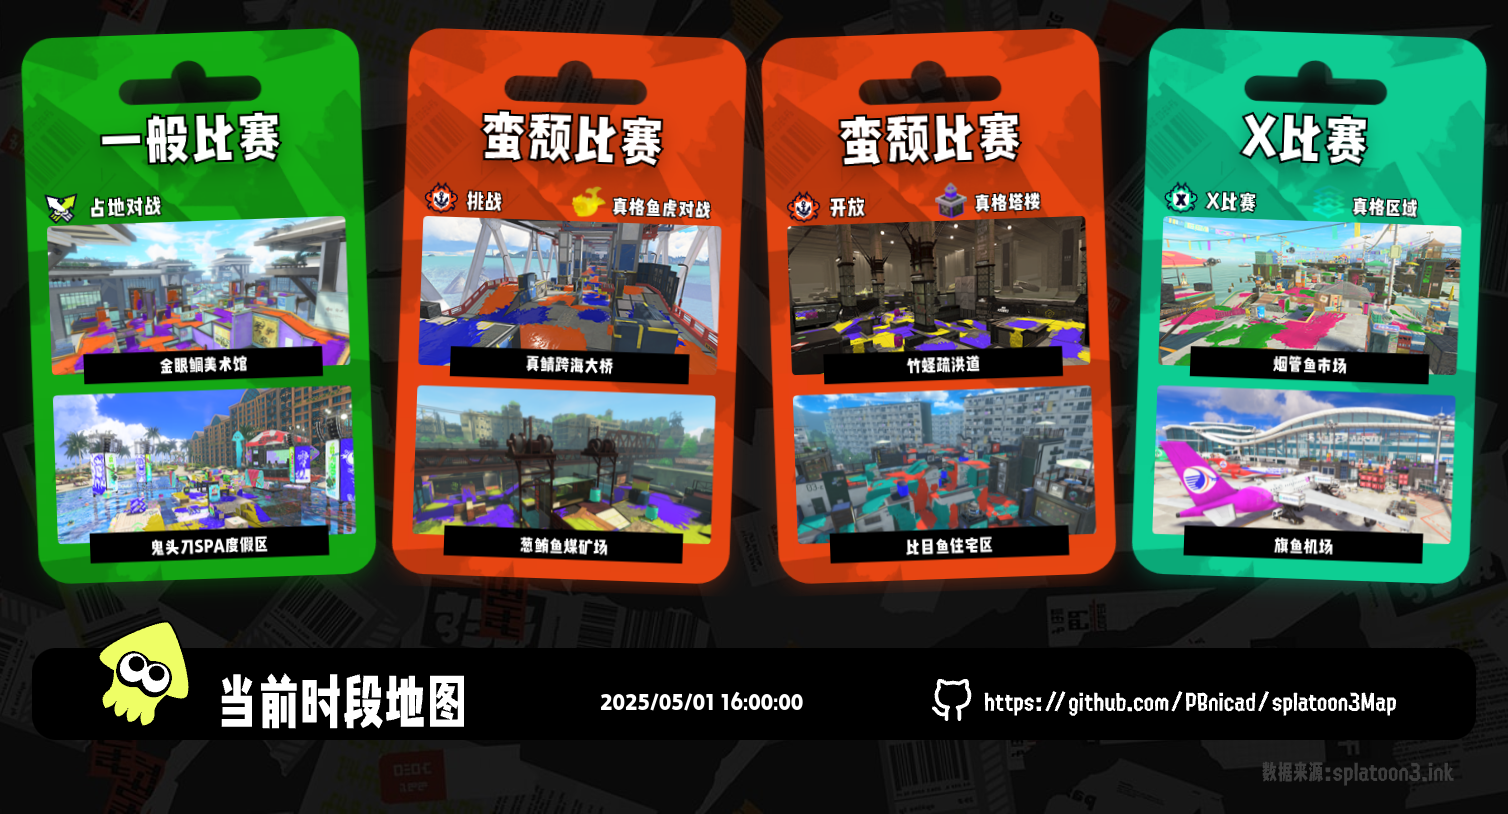 一般比赛
占地对战
金眼鲷美术馆
鬼头刀SPA度假区
蛮颓比赛
挑战
真格鱼虎对战
真鲭跨海大桥
葱鲔鱼煤矿场
蛮颓比赛
开放
真格塔楼
竹蛏疏洪道
比目鱼住宅区
X比赛
X比赛
真格区域
烟管鱼市场
旗鱼机场
当前时段地图
2025/05/01 16:00:00
https://github.com/PBnicad/splatoon3Map
数据来源:splatoon3.ink